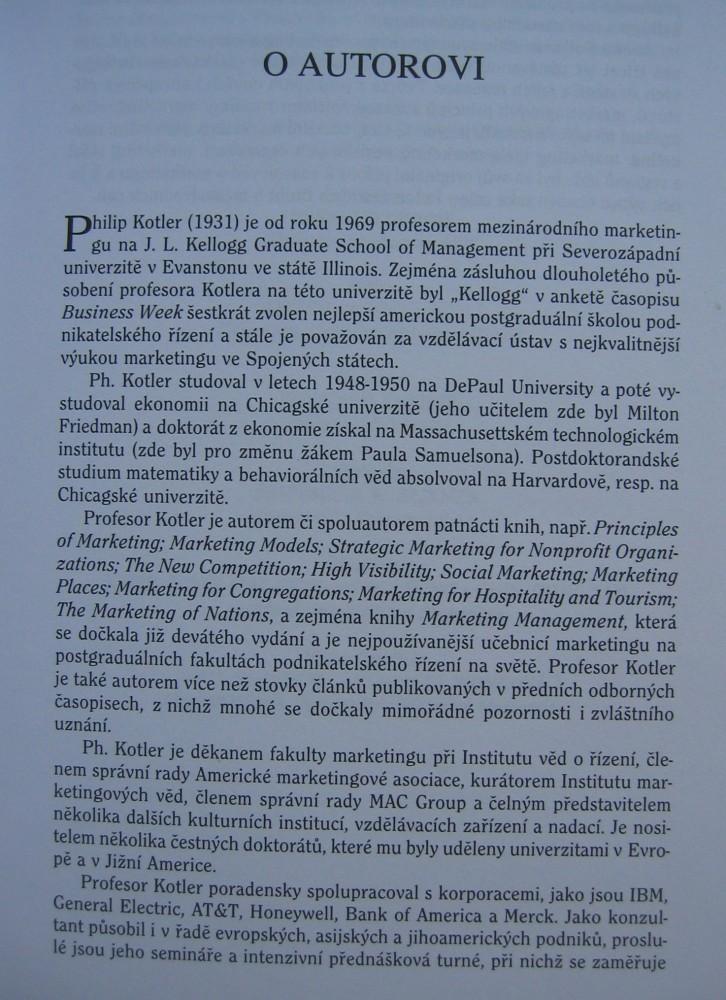 O AUTOROVI
Philip Kotler (1931) je od roku 1969 profesorem mezinárodního marketin-
gu na J. L. Kellogg Graduate School of Management při Severozápadní
univerzitě v Evanstonu ve státě Illinois. Zejména zásluhou dlouholetého pů-
sobení profesora Kotlera na této univerzitě byl „Kellogg“ v anketě časopisu
Business Week šestkrát zvolen nejlepší americkou postgraduální školou pod-
nikatelského řízení a stále je považován za vzdělávací ústav s nejkvalitnější
výukou marketingu ve Spojených státech.
Ph. Kotler studoval v letech 1948-1950 na DePaul University a poté vy-
studoval ekonomii na Chicagské univerzitě (jeho učitelem zde byl Milton
Friedman) a doktorát z ekonomie získal na Massachusettském technologickém
institutu (zde byl pro změnu žákem Paula Samuelsona). Postdoktorandské
studium matematiky a behaviorálních věd absolvoval na Harvardově, resp. na
Chicagské univerzitě.
Profesor Kotler je autorem či spoluautorem patnácti knih, např. Principles
of Marketing; Marketing Models; Strategic Marketing for Nonprofit Organi-
zations; The New Competition; High Visibility; Social Marketing; Marketing
Places; Marketing for Congregations; Marketing for Hospitality and Tourism;
The Marketing of Nations, a zejména knihy Marketing Management, která
se dočkala již devátého vydání a je nejpoužívanější učebnicí marketingu na
postgraduálních fakultách podnikatelského řízení na světě. Profesor Kotler
je také autorem více než stovky článků publikovaných v předních odborných
časopisech, z nichž mnohé se dočkaly mimořádné pozornosti i zvláštního
uznání.
Ph. Kotler je děkanem fakulty marketingu při Institutu věd o řízení, čle-
nem správní rady Americké marketingové asociace, kurátorem Institutu mar-
ketingových věd, členem správní rady MAC Group a čelným představitelem
několika dalších kulturních institucí, vzdělávacích zařízení a nadací. Je nosi-
telem několika čestných doktorátů, které mu byly uděleny univerzitami v Evro-
pě a v Jižní Americe.
Profesor Kotler poradensky spolupracoval s korporacemi, jako jsou IBM,
General Electric, AT&T, Honeywell, Bank of America a Merck. Jako konzul-
tant působil i v řadě evropských, asijských a jihoamerických podniků, proslu-
lé jsou jeho semináře a intenzivní přednášková turné, při nichž se zaměřuje